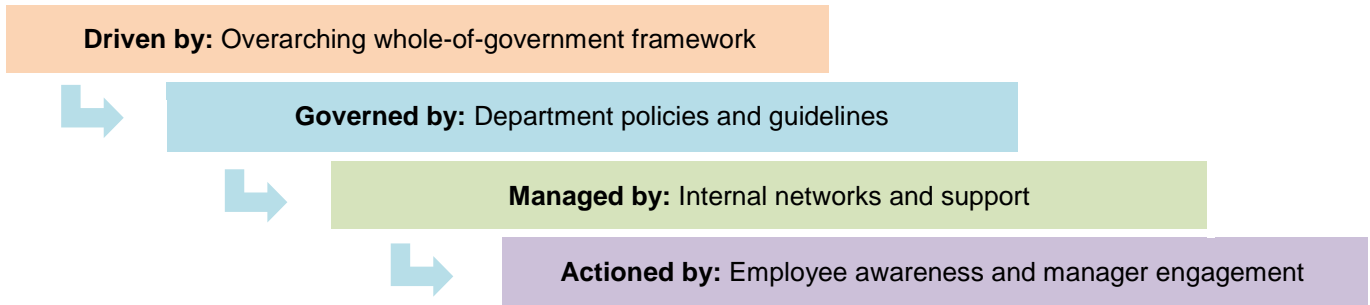 Driven by: Overarching whole-of-government framework
Governed by: Department policies and guidelines
Managed by: Internal networks and support
Actioned by: Employee awareness and manager engagement